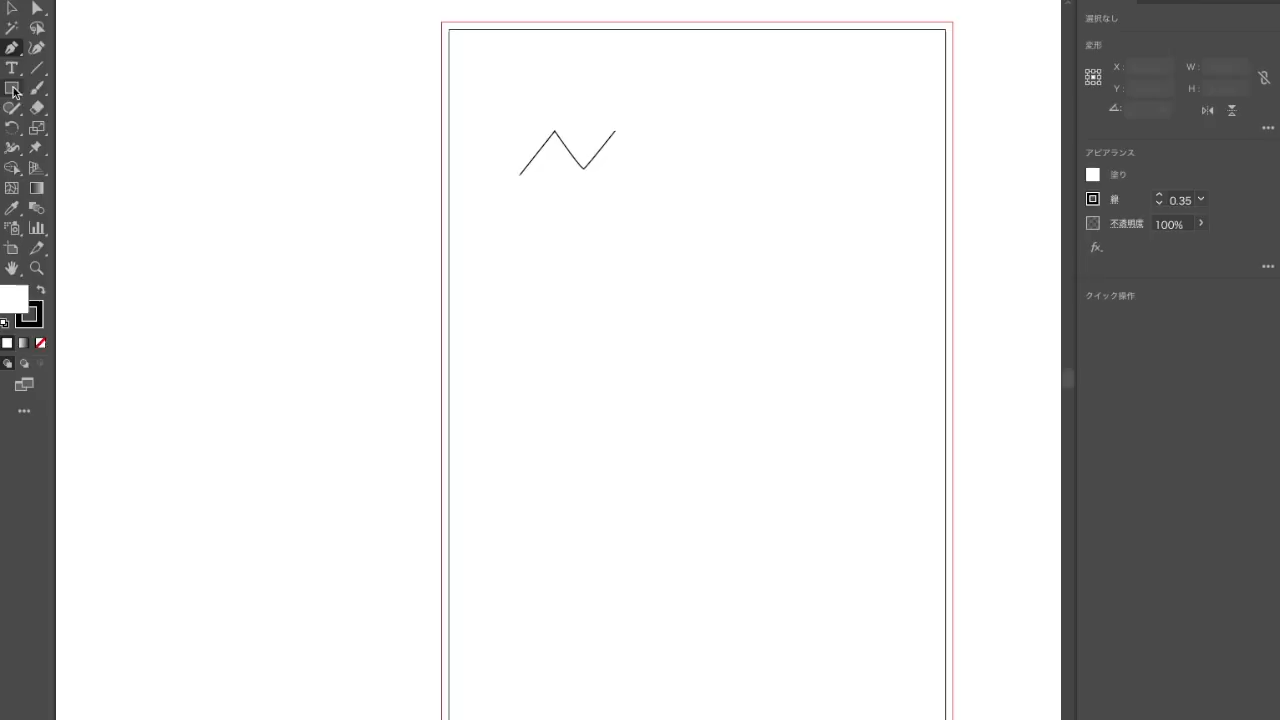 選択なし
変形
X: W:
Y: H:
アピアランス
塗り
線 0.35
不透明度 100%
fx.
クイック操作